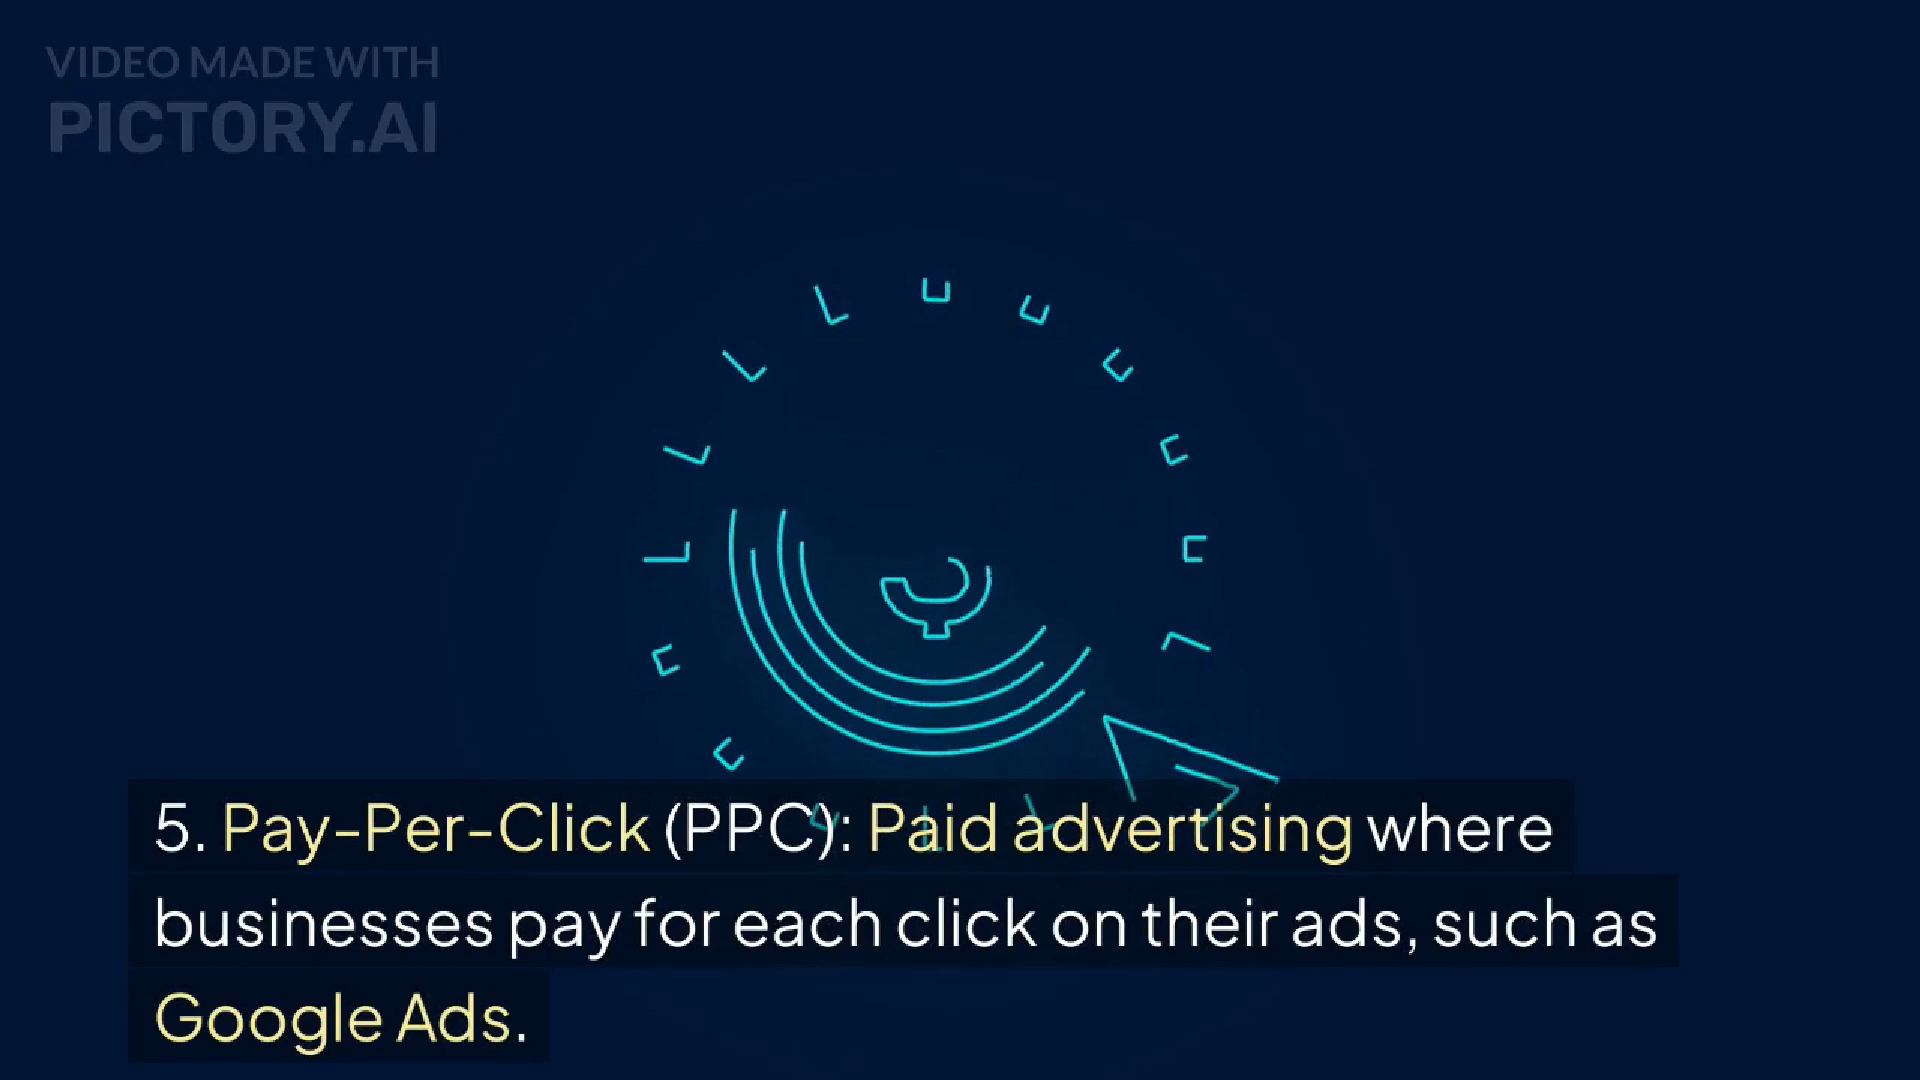 VIDEO MADE WITH
PICTORY.AI
5. Pay-Per-Click (PPC): Paid advertising where
businesses pay for each click on their ads, such as
Google Ads.